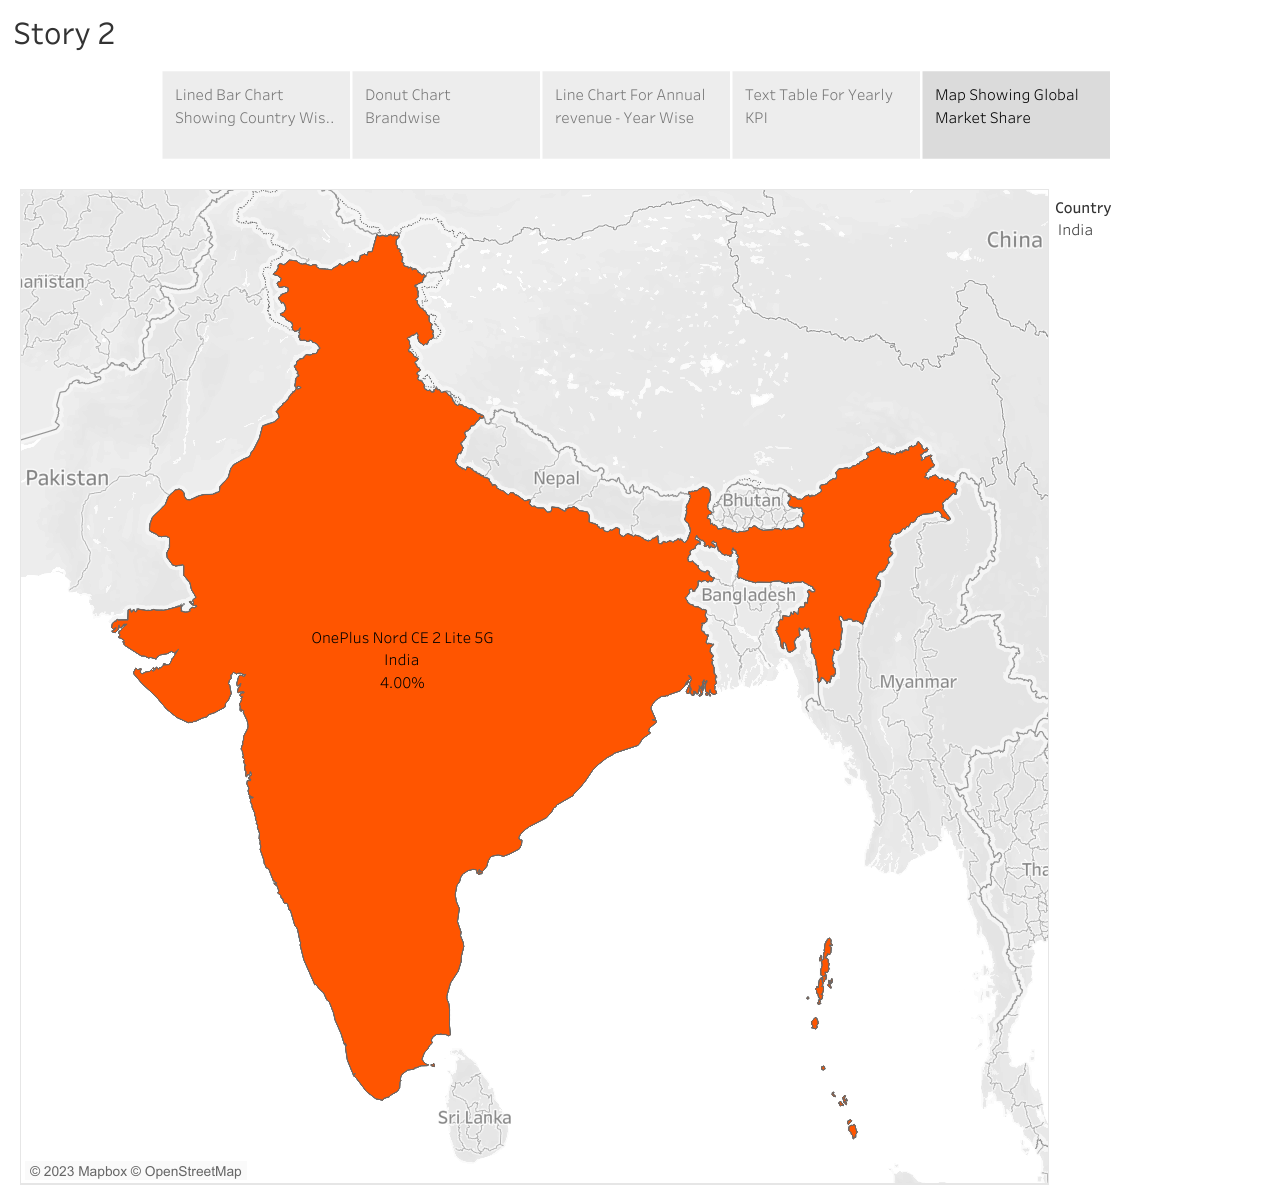 Story 2
Lined Bar Chart
Showing Country Wis..
Donut Chart
Brandwise
Line Chart For Annual
revenue - Year Wise
Text Table For Yearly
KPI
Map Showing Global
Market Share
Country
India
China
anistan
Pakistan
Nepal
Bhutan
Bangladesh
OnePlus Nord CE 2 Lite 5G
India
4.00%
Myanmar
Tha
Sri Lanka
© 2023 Mapbox © OpenStreetMap